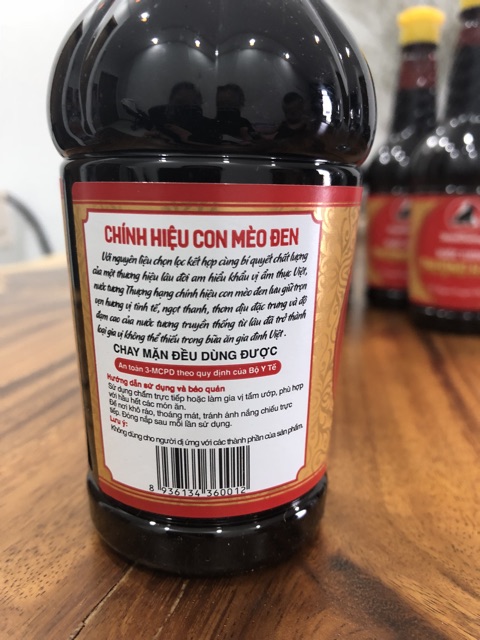 CHÍNH HIỆU CON MÈO ĐEN
Với nguyên liệu chọn lọc kết hợp cùng bí quyết chất lượng
của một thương hiệu lâu đời am hiểu khẩu vị ẩm thực Việt,
nước tương Thượng hạng chính hiệu con mèo đen lưu giữ trọn
vẹn hương vị tinh tế, ngọt thanh, thơm dịu đặc trưng và độ
đạm cao của nước tương truyền thống từ lâu đã trở thành
loại gia vị không thể thiếu trong bữa ăn gia đình Việt .
CHAY MẶN ĐỀU DÙNG ĐƯỢC
An toàn 3-MCPD theo quy định của Bộ Y Tế
Hướng dẫn sử dụng và bảo quản
Sử dụng chấm trực tiếp hoặc làm gia vị tẩm ướp, phù hợp
với hầu hết các món ăn.
Để nơi khô ráo, thoáng mát, tránh ánh nắng chiếu trực
tiếp. Đóng nắp sau mỗi lần sử dụng.
Lưu ý:
Không dùng cho người dị ứng với các thành phần của sản phẩm.
8 936134 360012